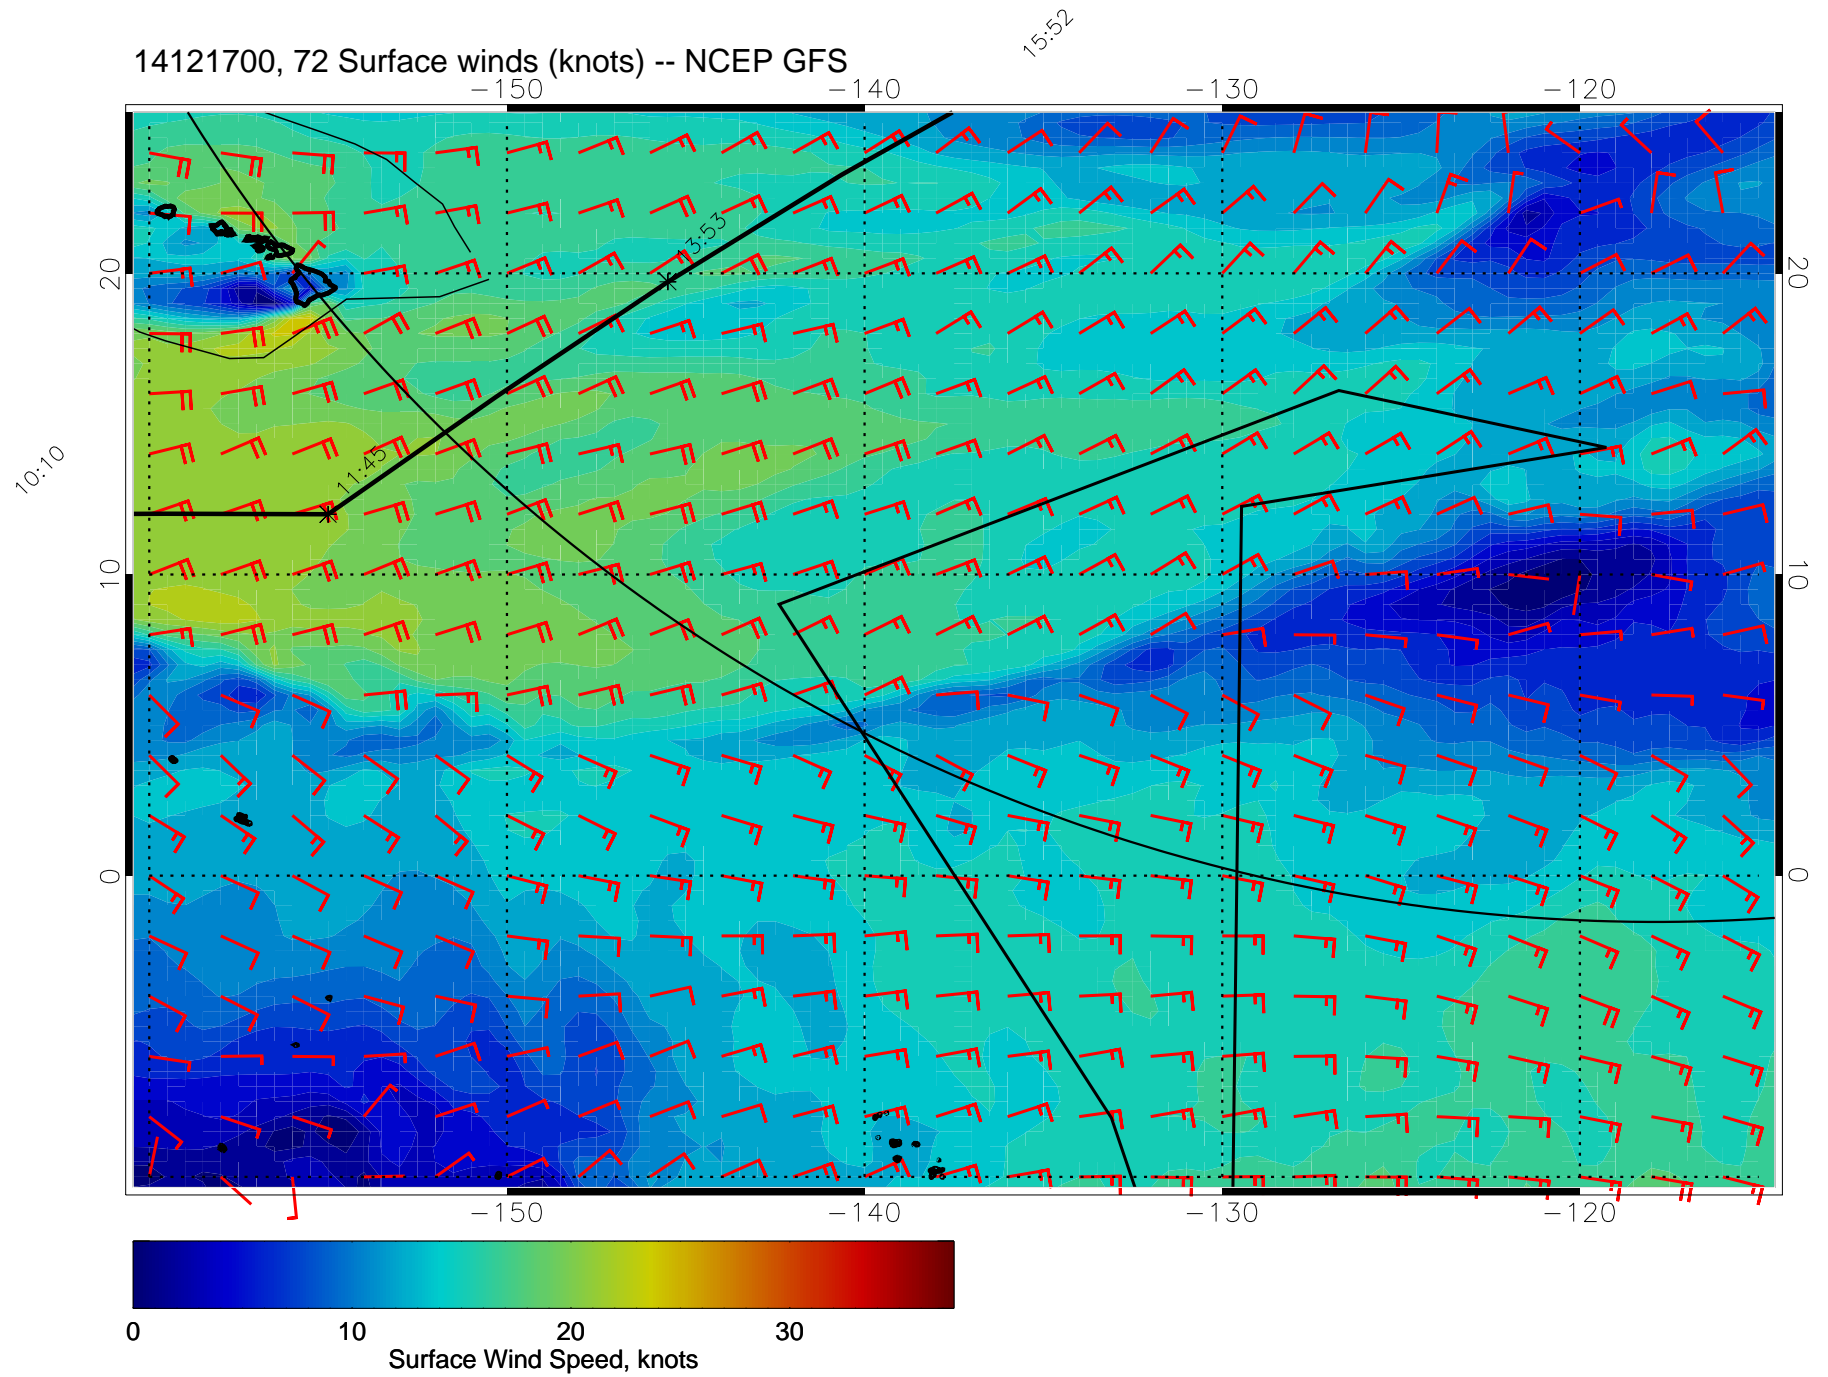 15:52
14121700, 72 Surface winds (knots) -- NCEP GFS
-150 -140 -130 -120
13:53
20 20
11:45
10:10
10 10
0 0
-150 -140 -130 -120
0 10 20 30
Surface Wind Speed, knots